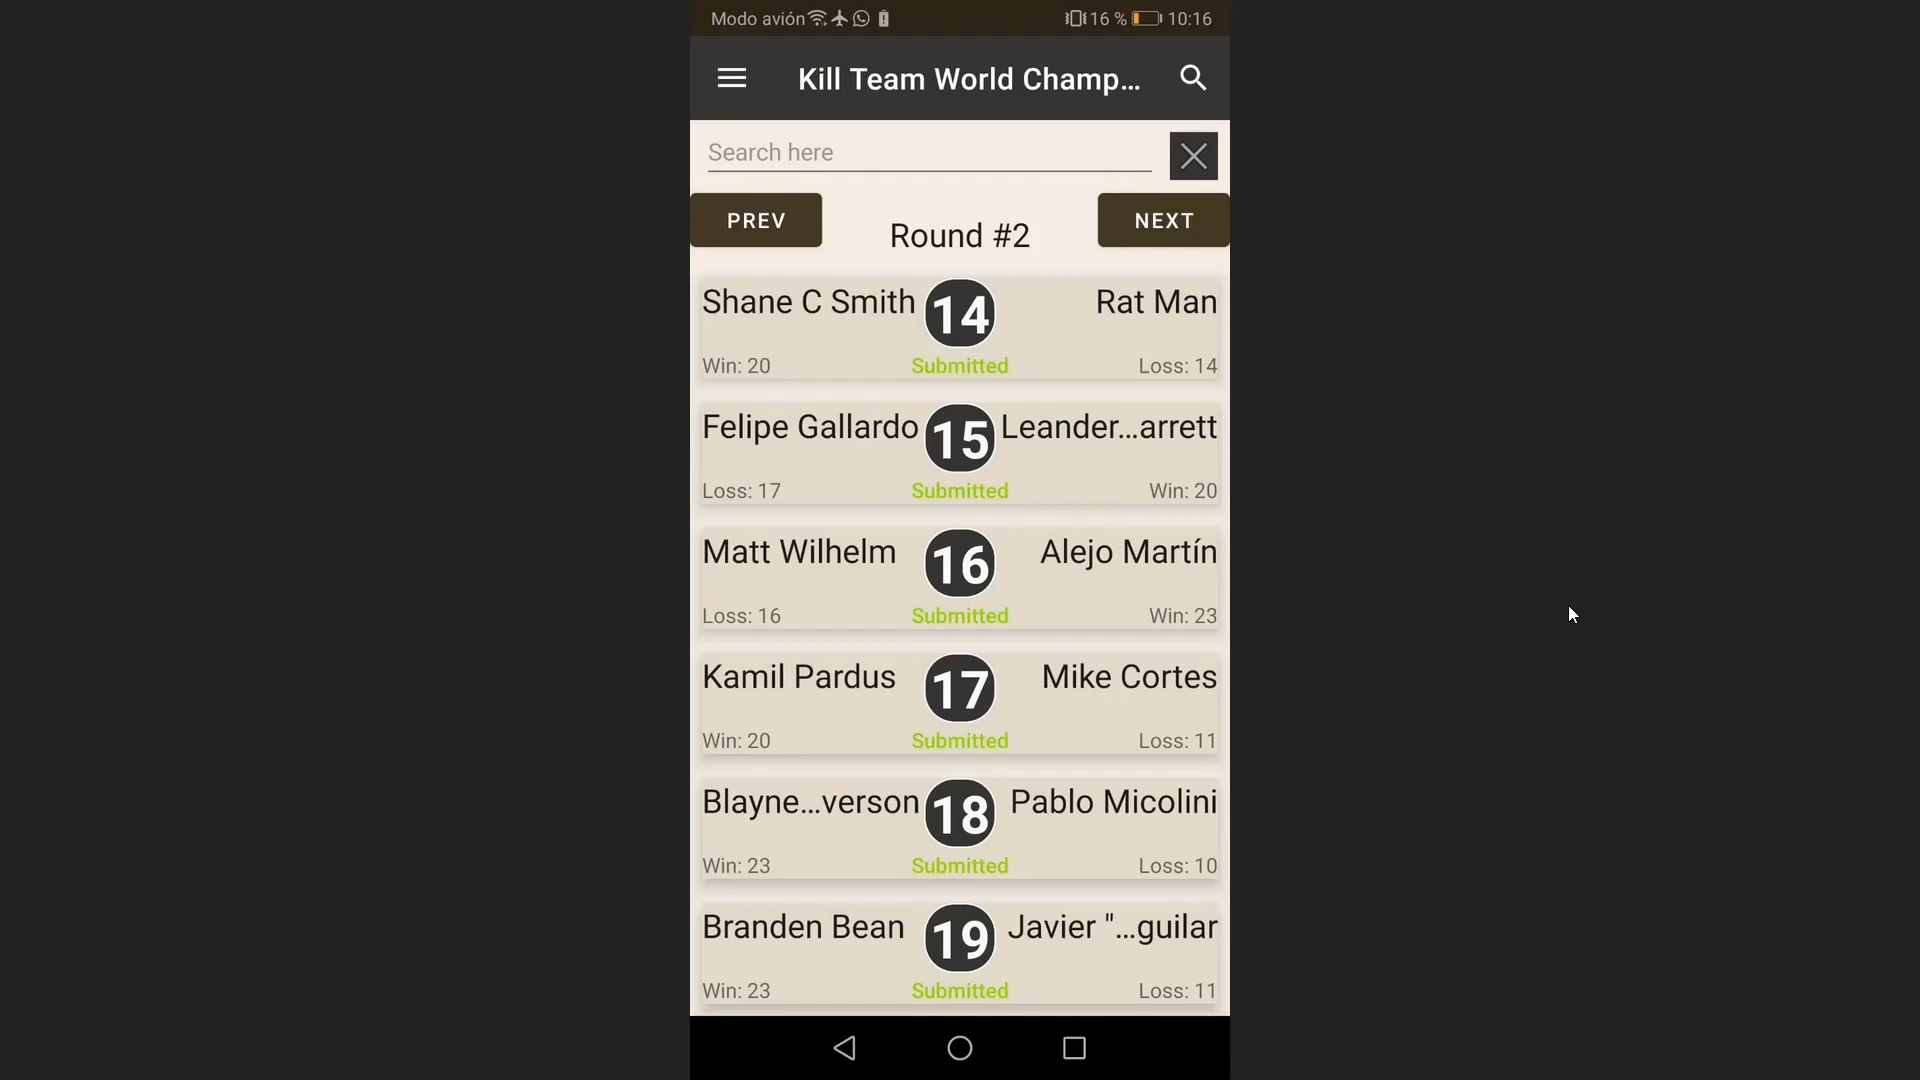 Modo avión 16 % 10:16
Kill Team World Champ...
Search here
PREV Round #2 NEXT
Shane C Smith 14 Rat Man
Win: 20 Submitted Loss: 14
Felipe Gallardo 15 Leander...arrett
Loss: 17 Submitted Win: 20
Matt Wilhelm 16 Alejo Martín
Loss: 16 Submitted Win: 23
Kamil Pardus 17 Mike Cortes
Win: 20 Submitted Loss: 11
Blayne...verson 18 Pablo Micolini
Win: 23 Submitted Loss: 10
Branden Bean 19 Javier "...guilar
Win: 23 Submitted Loss: 11